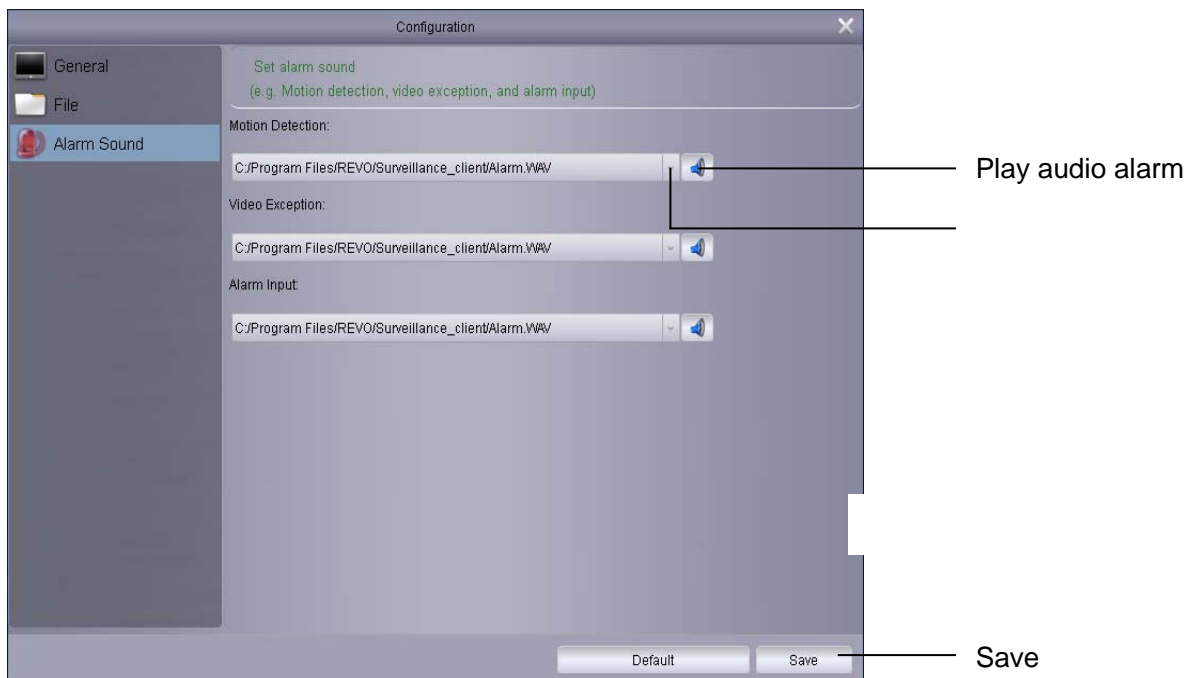 Configuration
General
File
Alarm Sound
Set alarm sound
(e.g. Motion detection, video exception, and alarm input)
Motion Detection:
C:/Program Files/REVO/Surveillance_client/Alarm.WAV
Play audio alarm
Video Exception:
C:/Program Files/REVO/Surveillance_client/Alarm.WAV
Alarm Input:
C:/Program Files/REVO/Surveillance_client/Alarm.WAV
Default
Save
Save